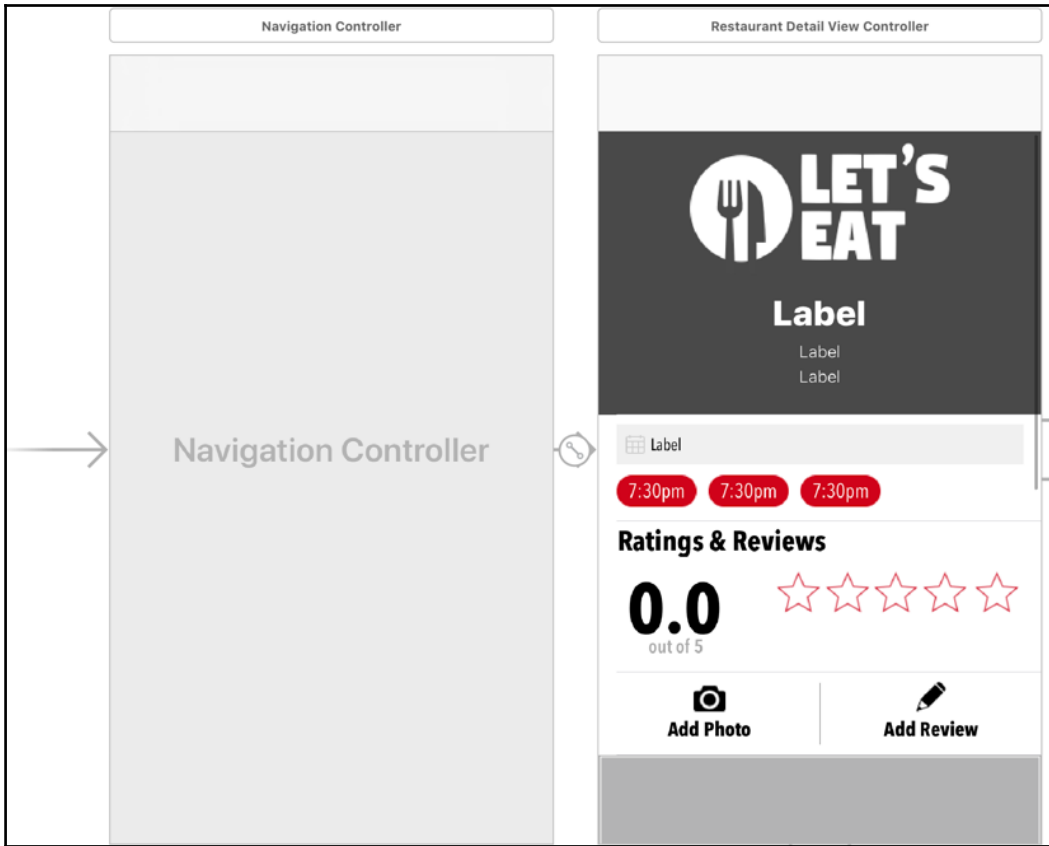 Navigation Controller
Restaurant Detail View Controller
Navigation Controller
LET'S
EAT
Label
Label
Label
Label
7:30pm 7:30pm 7:30pm
Ratings & Reviews
0.0
out of 5
Add Photo Add Review